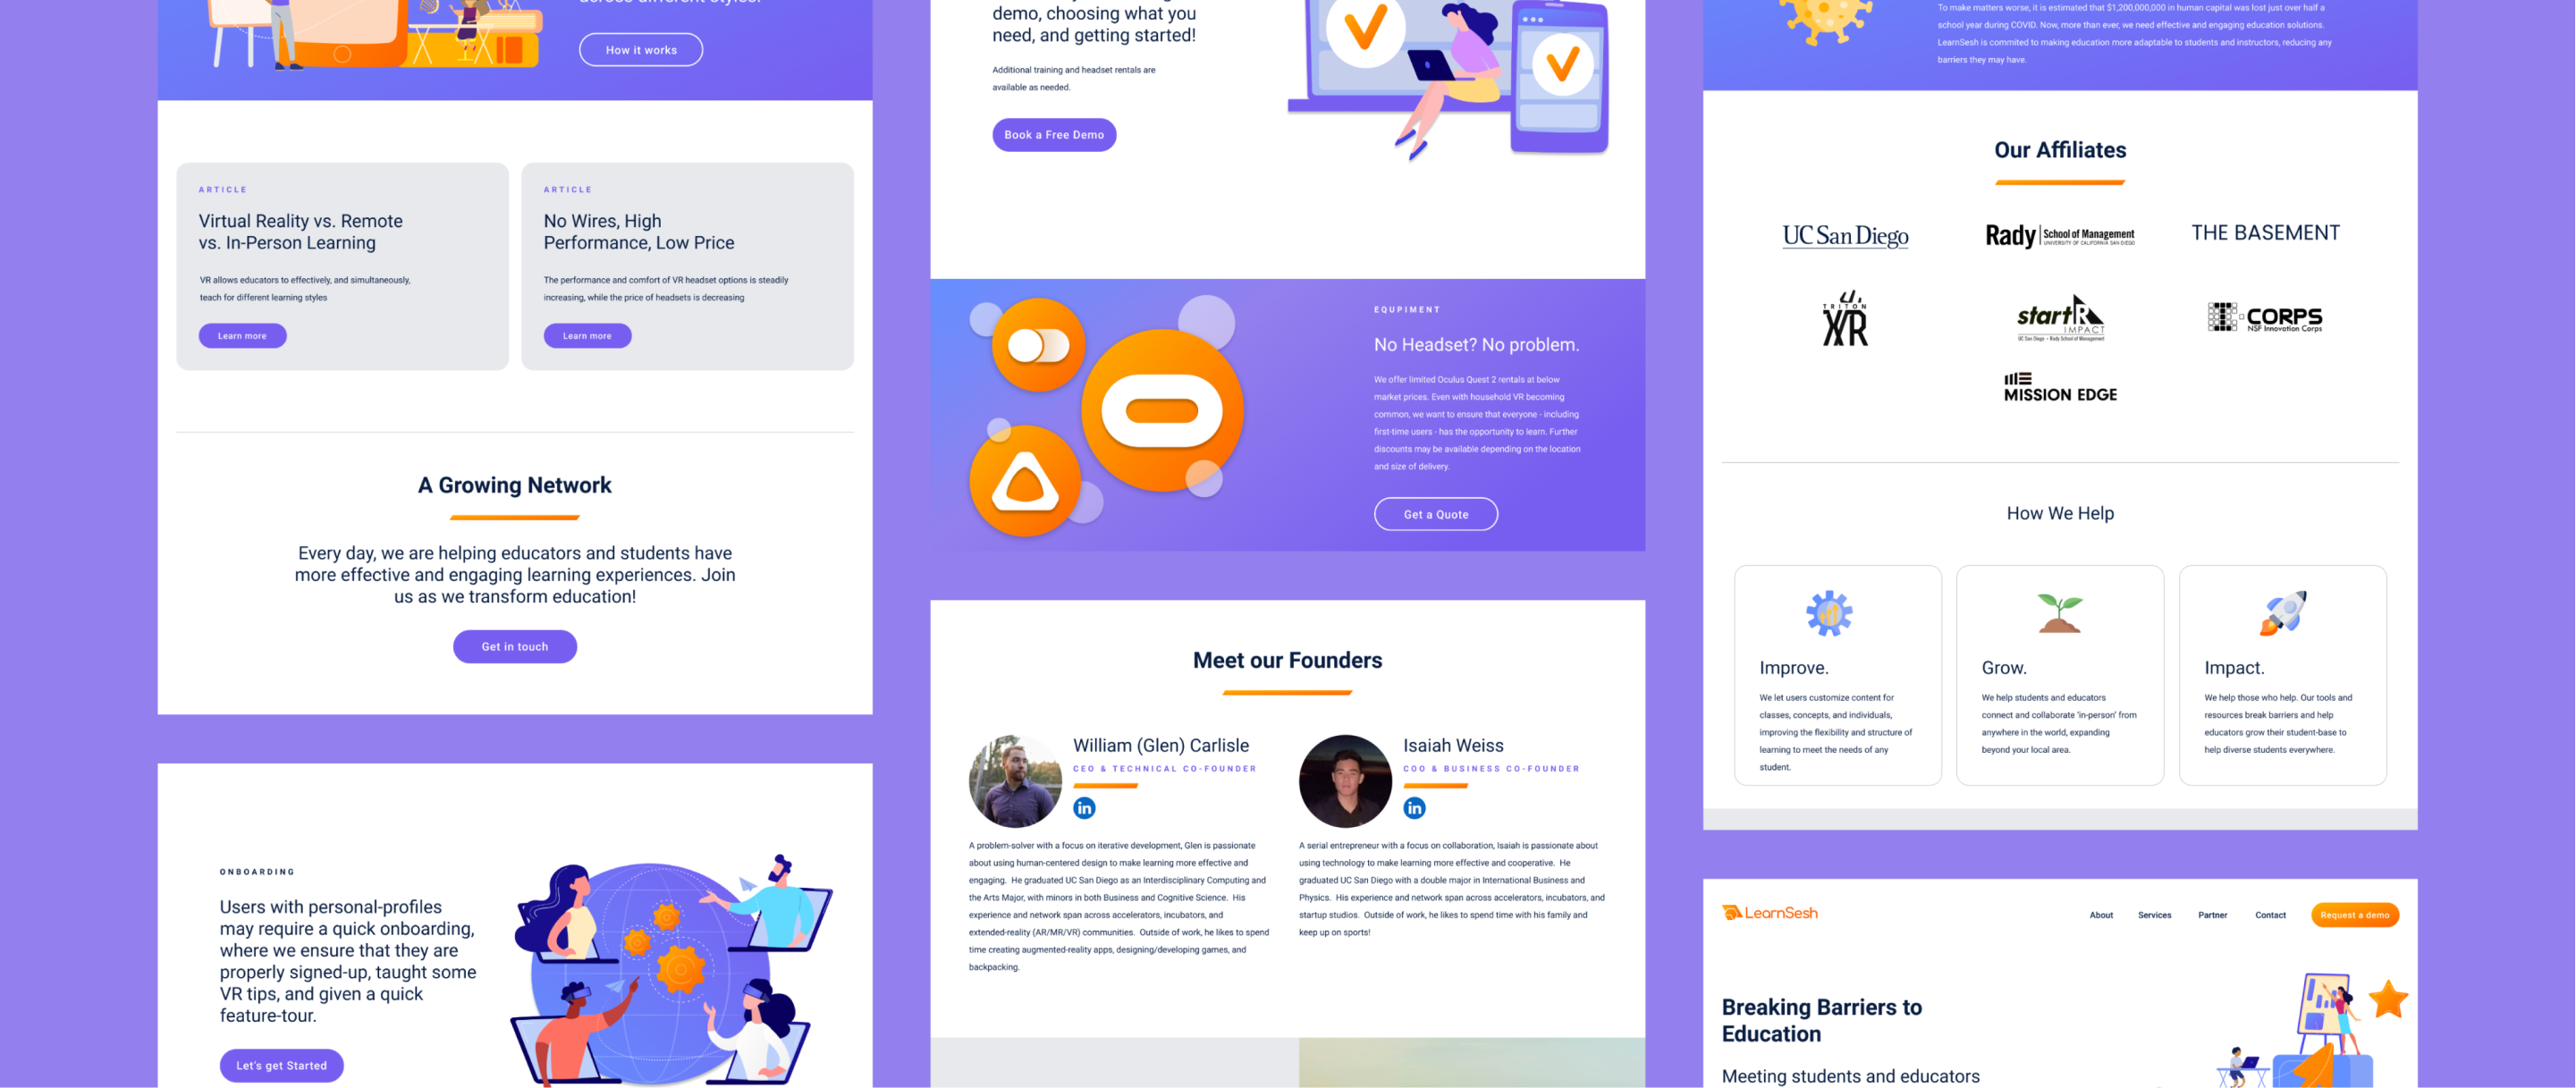 How it works
ARTICLE
Virtual Reality vs. Remote
vs. In-Person Learning
VR allows educators to effectively, and simultaneously,
teach for different learning styles
Learn more
ARTICLE
No Wires, High
Performance, Low Price
The performance and comfort of VR headset options is steadily
increasing, while the price of headsets is decreasing
Learn more
A Growing Network
Every day, we are helping educators and students have
more effective and engaging learning experiences. Join
us as we transform education!
Get in touch
ONBOARDING
Users with personal-profiles
may require a quick onboarding,
where we ensure that they are
properly signed-up, taught some
VR tips, and given a quick
feature-tour.
Let's get Started
demo, choosing what you
need, and getting started!
Additional training and headset rentals are
available as needed.
Book a Free Demo
EQUPIMENT
No Headset? No problem.
We offer limited Oculus Quest 2 rentals at below
market prices. Even with household VR becoming
common, we want to ensure that everyone - including
first-time users - has the opportunity to learn. Further
discounts may be available depending on the location
and size of delivery.
Get a Quote
Meet our Founders
William (Glen) Carlisle
CEO & TECHNICAL CO-FOUNDER
in
A problem-solver with a focus on iterative development, Glen is passionate
about using human-centered design to make learning more effective and
engaging. He graduated UC San Diego as an Interdisciplinary Computing and
the Arts Major, with minors in both Business and Cognitive Science. His
experience and network span across accelerators, incubators, and
extended-reality (AR/MR/VR) communities. Outside of work, he likes to spend
time creating augmented-reality apps, designing/developing games, and
backpacking.
Isaiah Weiss
COO & BUSINESS CO-FOUNDER
in
A serial entrepreneur with a focus on collaboration, Isaiah is passionate about
using technology to make learning more effective and cooperative. He
graduated UC San Diego with a double major in International Business and
Physics. His experience and network span across accelerators, incubators, and
startup studios. Outside of work, he likes to spend time with his family and
keep up on sports!
To make matters worse, it is estimated that $1,200,000,000 in human capital was lost just over half a
school year during COVID. Now, more than ever, we need effective and engaging education solutions.
LearnSesh is commited to making education more adaptable to students and instructors, reducing any
barriers they may have.
Our Affiliates
UC San Diego
Rady School of Management
UNIVERSITY OF CALIFORNIA SAN DIEGO
THE BASEMENT
TRITON
XR
startR
IMPACT
UC San Diego • Rady School of Management
I-CORPS
NSF Innovation Corps
MISSION EDGE
How We Help
Improve.
We let users customize content for
classes, concepts, and individuals,
improving the flexibility and structure of
learning to meet the needs of any
student.
Grow.
We help students and educators
connect and collaborate 'in-person' from
anywhere in the world, expanding
beyond your local area.
Impact.
We help those who help. Our tools and
resources break barriers and help
educators grow their student-base to
help diverse students everywhere.
LearnSesh
About
Services
Partner
Contact
Request a demo
Breaking Barriers to
Education
Meeting students and educators